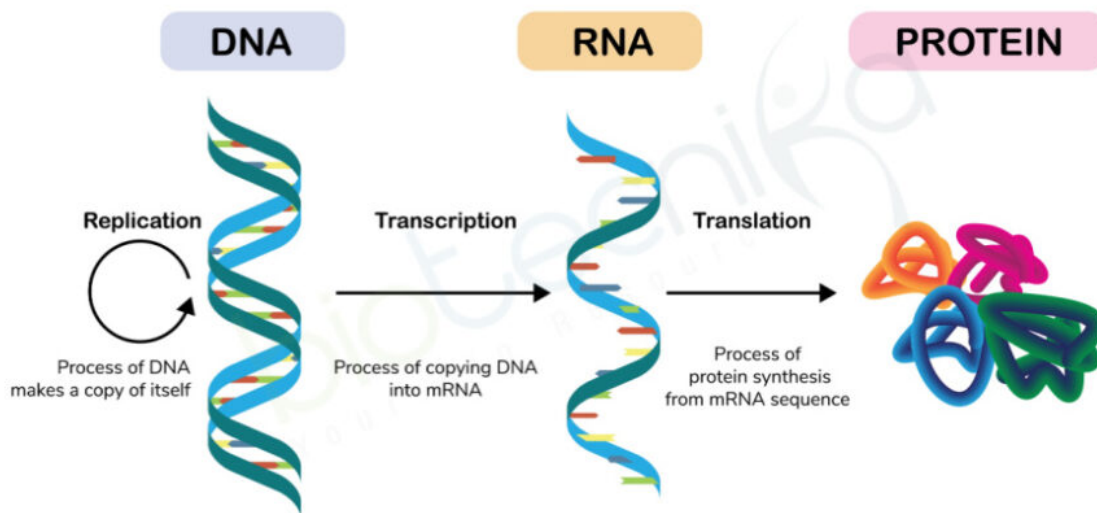 DNA
RNA
PROTEIN
Replication
Transcription
Translation
Process of DNA
makes a copy of itself
Process of copying DNA
into mRNA
Process of
protein synthesis
from mRNA sequence
biotecnika